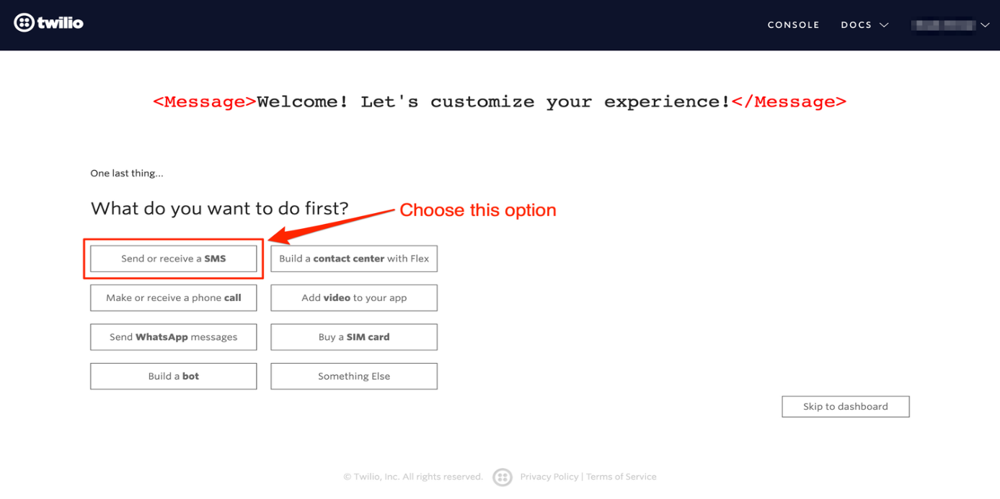 twilio
CONSOLE DOCS
<Message>Welcome! Let's customize your experience!</Message>
One last thing...
What do you want to do first?
Choose this option
Send or receive a SMS
Build a contact center with Flex
Make or receive a phone call
Add video to your app
Send WhatsApp messages
Buy a SIM card
Build a bot
Something Else
Skip to dashboard
© Twilio, Inc. All rights reserved. Privacy Policy | Terms of Service